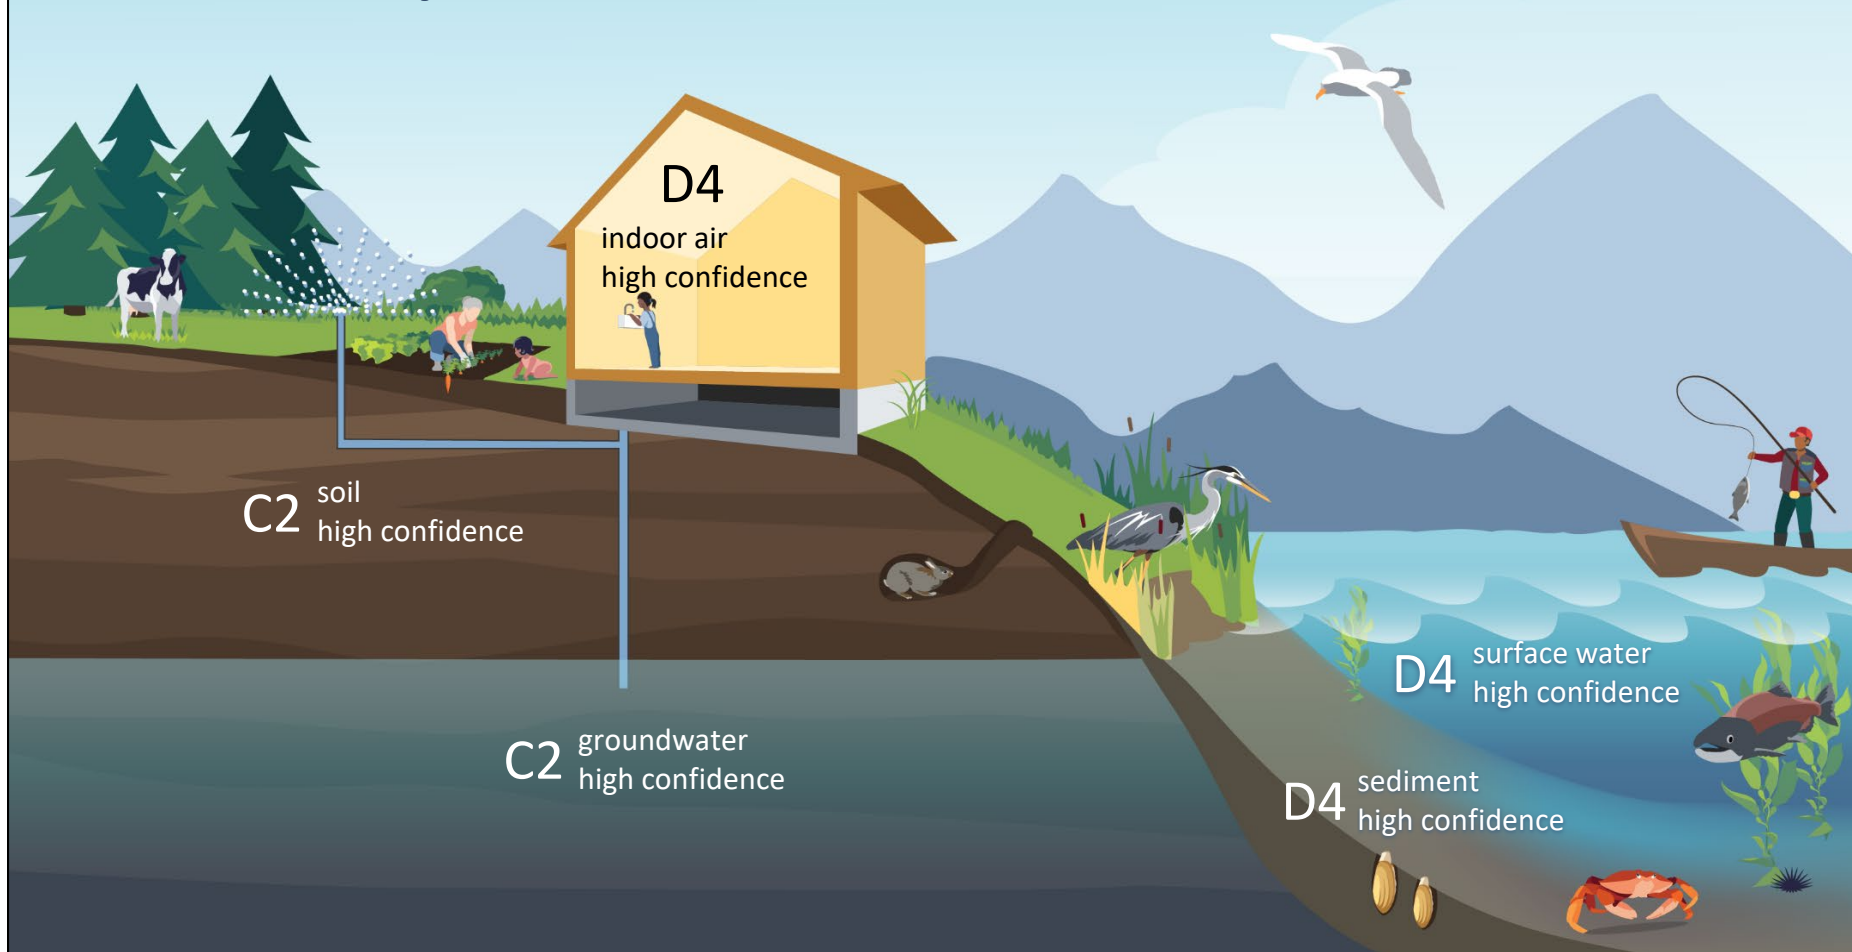 D4
indoor air
high confidence
C2
soil
high confidence
D4
surface water
high confidence
C2
groundwater
high confidence
D4
sediment
high confidence